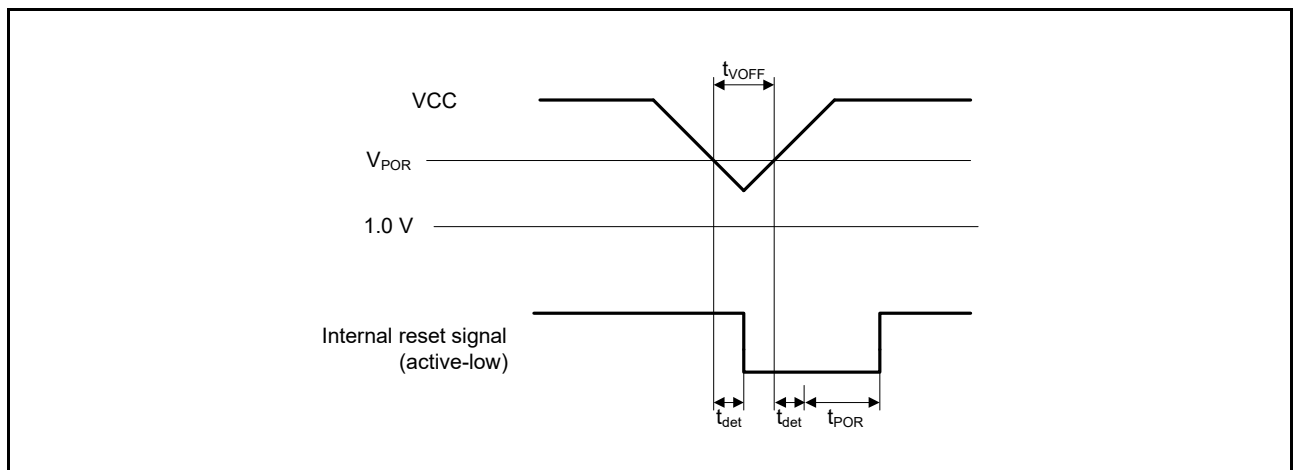 tVOFF
VCC
VPOR
1.0 V
Internal reset signal
(active-low)
tdet
tdet
tPOR